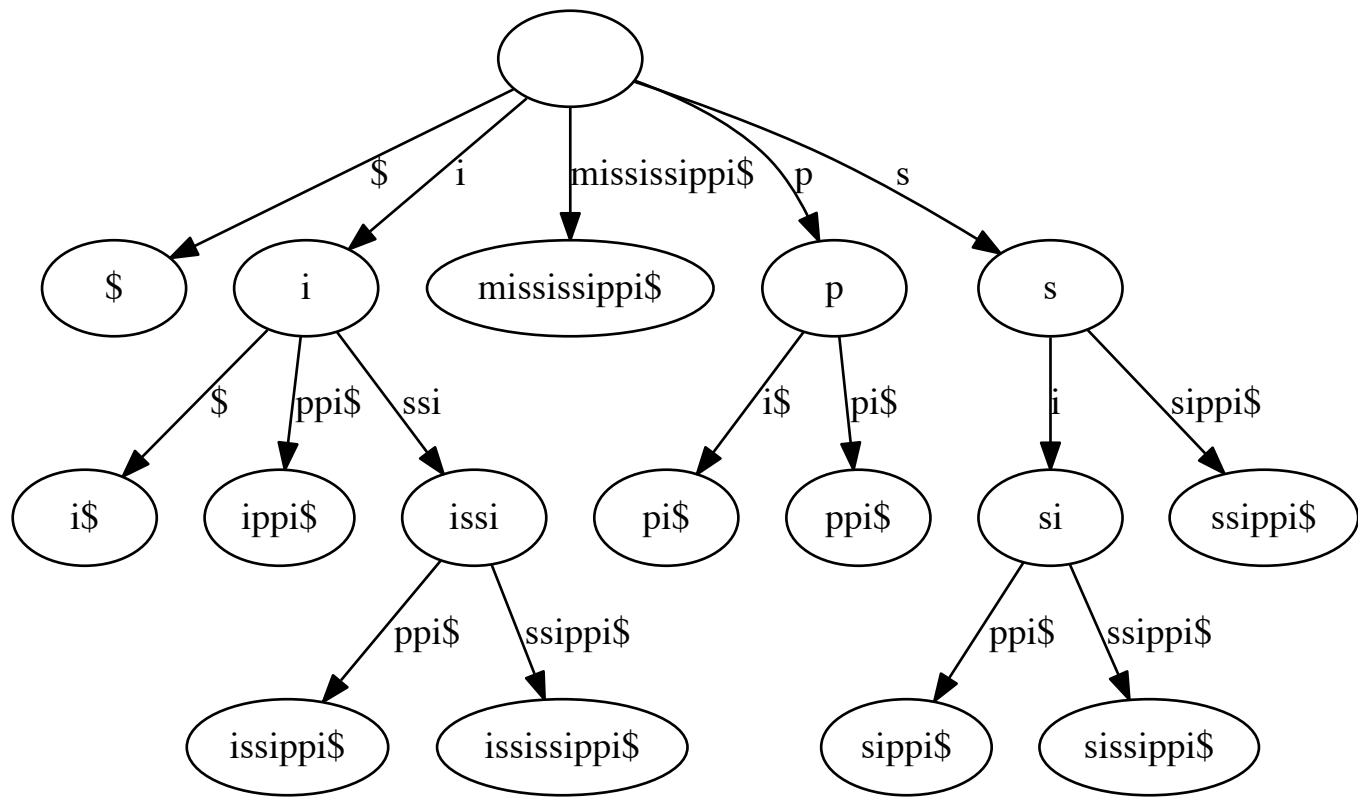 $ i mississippi$ p s
$ i mississippi$ p s
$ ppi$ ssi i$ pi$ i sippi$
i$ ippi$ issi pi$ ppi$ si ssippi$
ppi$ ssippi$ ppi$ ssippi$
issippi$ ississippi$ sippi$ sissippi$